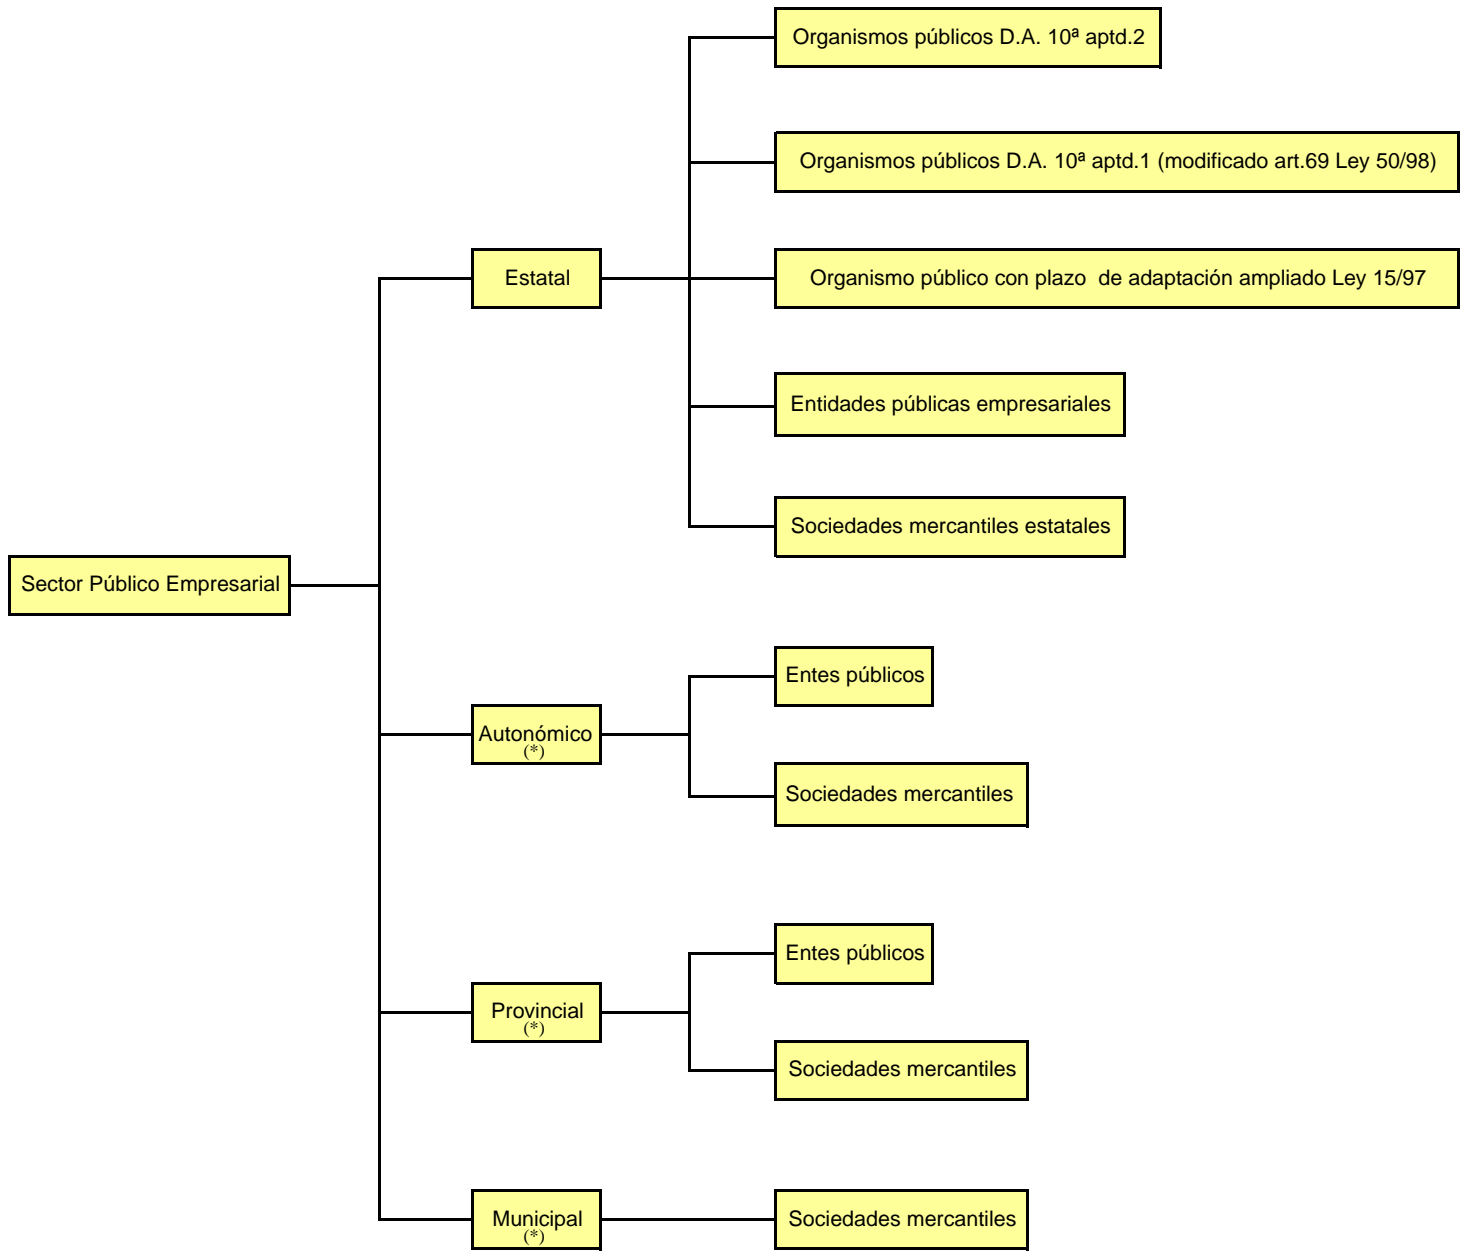 Organismos públicos D.A. 10ª aptd.2
Organismos públicos D.A. 10ª aptd.1 (modificado art.69 Ley 50/98)
Estatal
Organismo público con plazo  de adaptación ampliado Ley 15/97
Entidades públicas empresariales
Sociedades mercantiles estatales
Sector Público Empresarial
Entes públicos
Autonómico
(*)
Sociedades mercantiles
Entes públicos
Provincial
(*)
Sociedades mercantiles
Municipal
(*)
Sociedades mercantiles